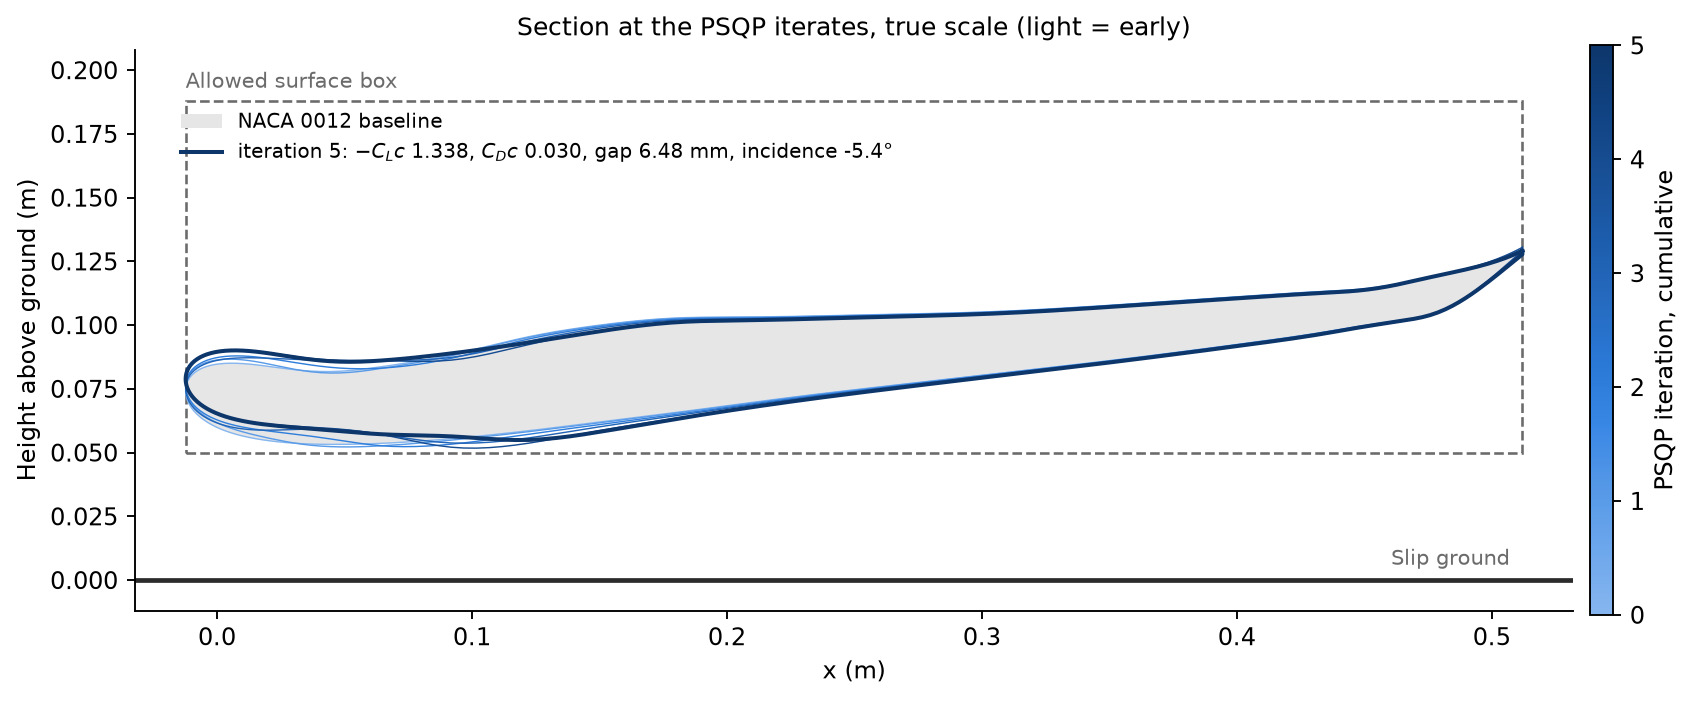 Section at the PSQP iterates, true scale (light = early)
Allowed surface box
NACA 0012 baseline
iteration 5: −C_Lc 1.338, C_Dc 0.030, gap 6.48 mm, incidence -5.4°
Slip ground
Height above ground (m)
0.200
0.175
0.150
0.125
0.100
0.075
0.050
0.025
0.000
0.0
0.1
0.2
0.3
0.4
0.5
x (m)
5
4
3
2
1
0
PSQP iteration, cumulative